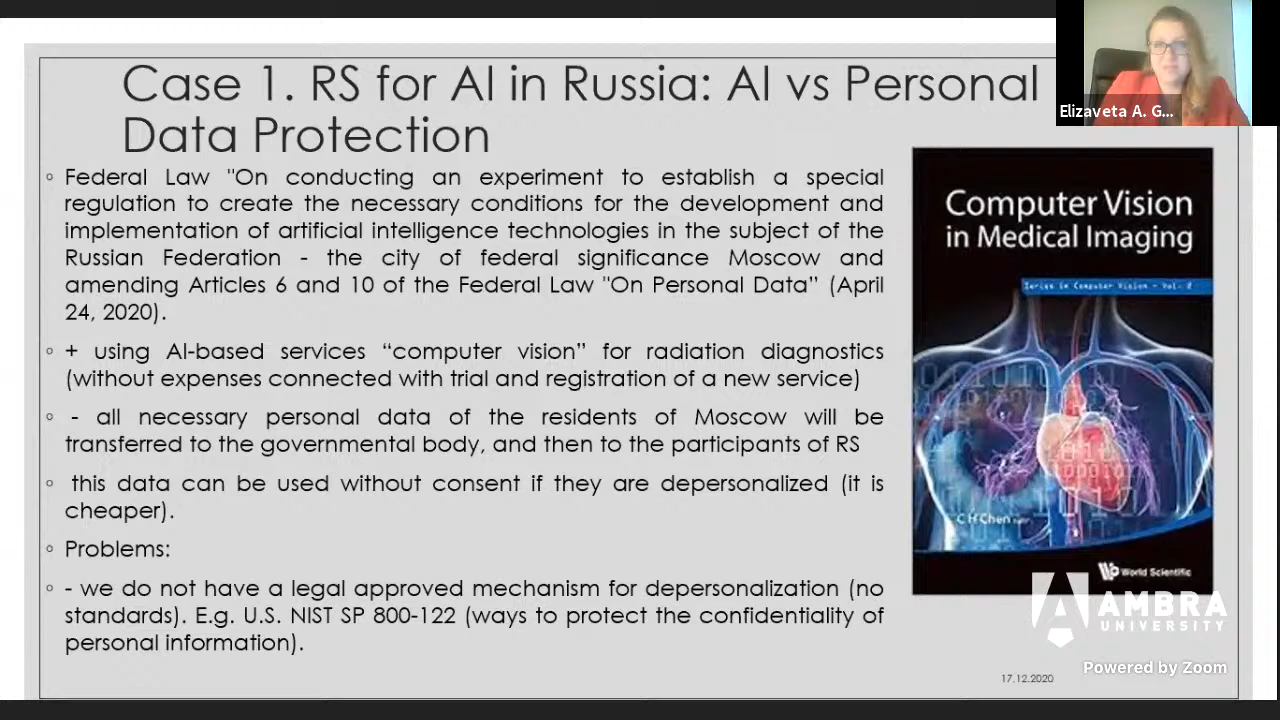 Case 1. RS for AI in Russia: AI vs Personal
Data Protection
◦ Federal Law "On conducting an experiment to establish a special
regulation to create the necessary conditions for the development and
implementation of artificial intelligence technologies in the subject of the
Russian Federation - the city of federal significance Moscow and
amending Articles 6 and 10 of the Federal Law "On Personal Data” (April
24, 2020).
◦ + using AI-based services “computer vision” for radiation diagnostics
(without expenses connected with trial and registration of a new service)
◦ - all necessary personal data of the residents of Moscow will be
transferred to the governmental body, and then to the participants of RS
◦ this data can be used without consent if they are depersonalized (it is
cheaper).
◦ Problems:
◦ - we do not have a legal approved mechanism for depersonalization (no
standards). E.g. U.S. NIST SP 800-122 (ways to protect the confidentiality of
personal information).
Elizaveta A. G...
Computer Vision
in Medical Imaging
Series in Computer Vision - Vol. 2
C H Chen
World Scientific
AMBRA
UNIVERSITY
Powered by Zoom
17.12.2020